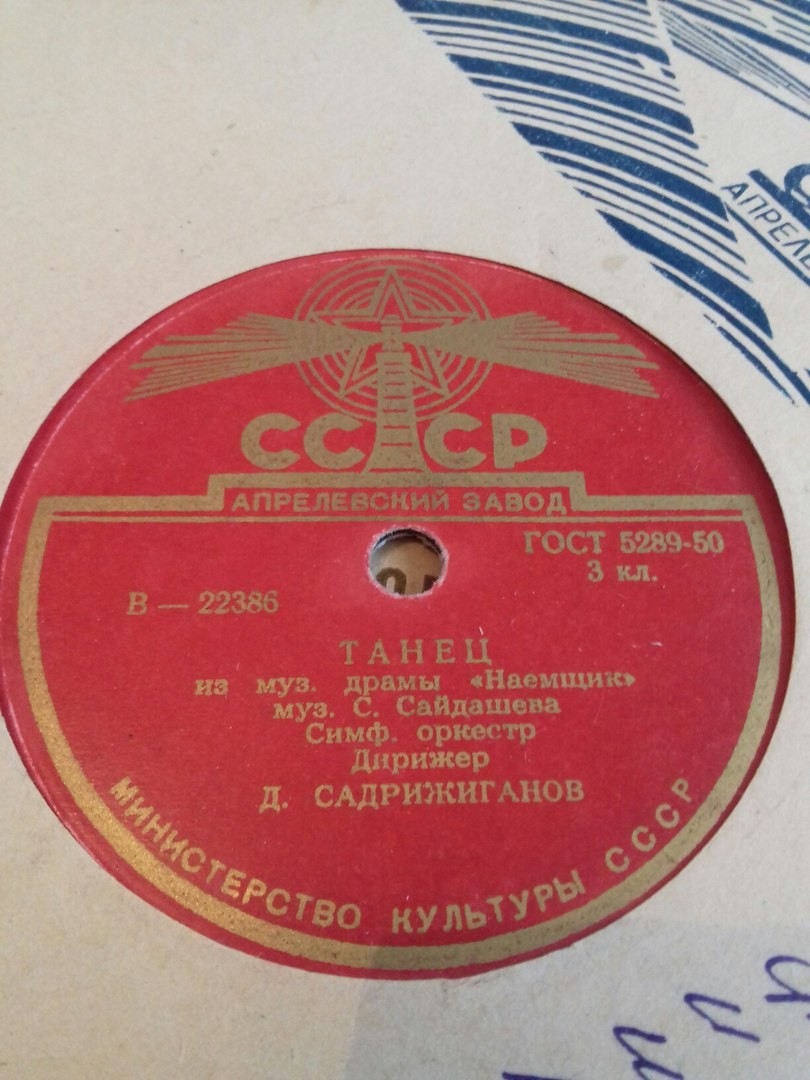 СССР
АПРЕЛЕВСКИЙ ЗАВОД
ГОСТ 5289-50
3 кл.
В — 22386
ТАНЕЦ
из муз. драмы «Наемщик»
муз. С. Сайдашева
Симф. оркестр
Дирижер
Д. САДРИЖИГАНОВ
МИНИСТЕРСТВО КУЛЬТУРЫ СССР